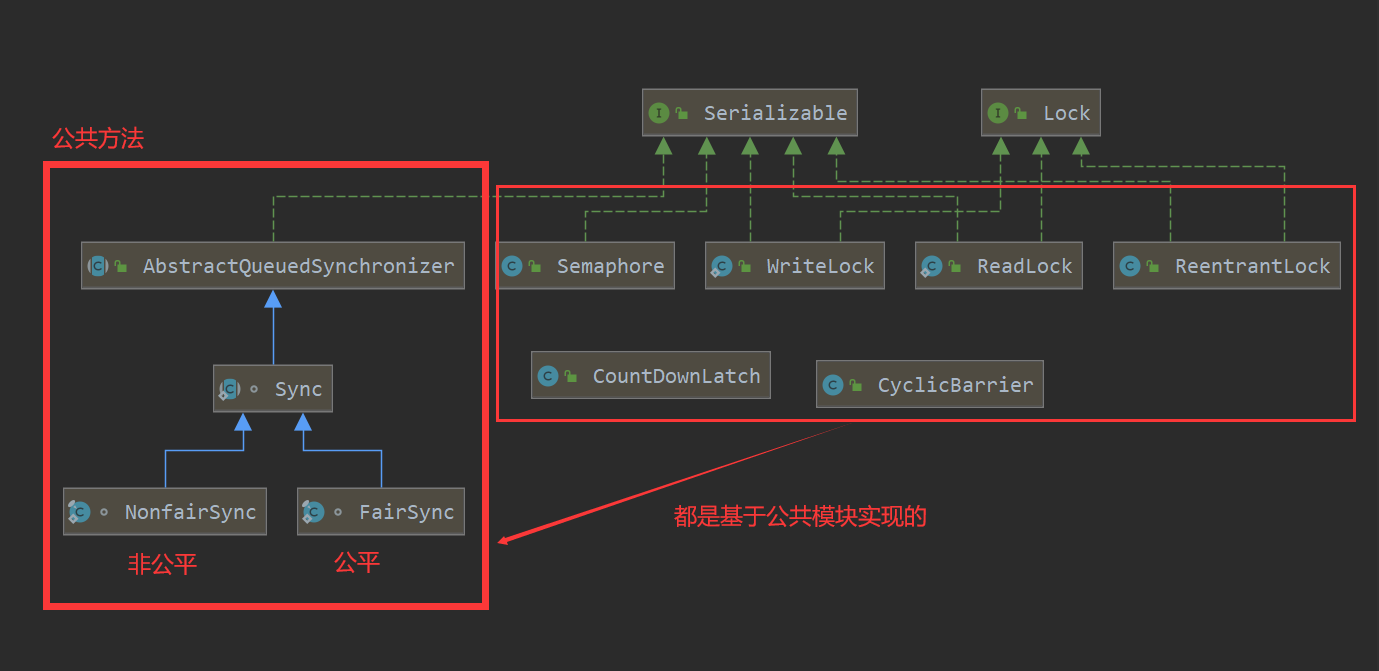 Serializable
Lock
公共方法
AbstractQueuedSynchronizer
Semaphore
WriteLock
ReadLock
ReentrantLock
CountDownLatch
CyclicBarrier
Sync
NonfairSync
FairSync
都是基于公共模块实现的
非公平
公平